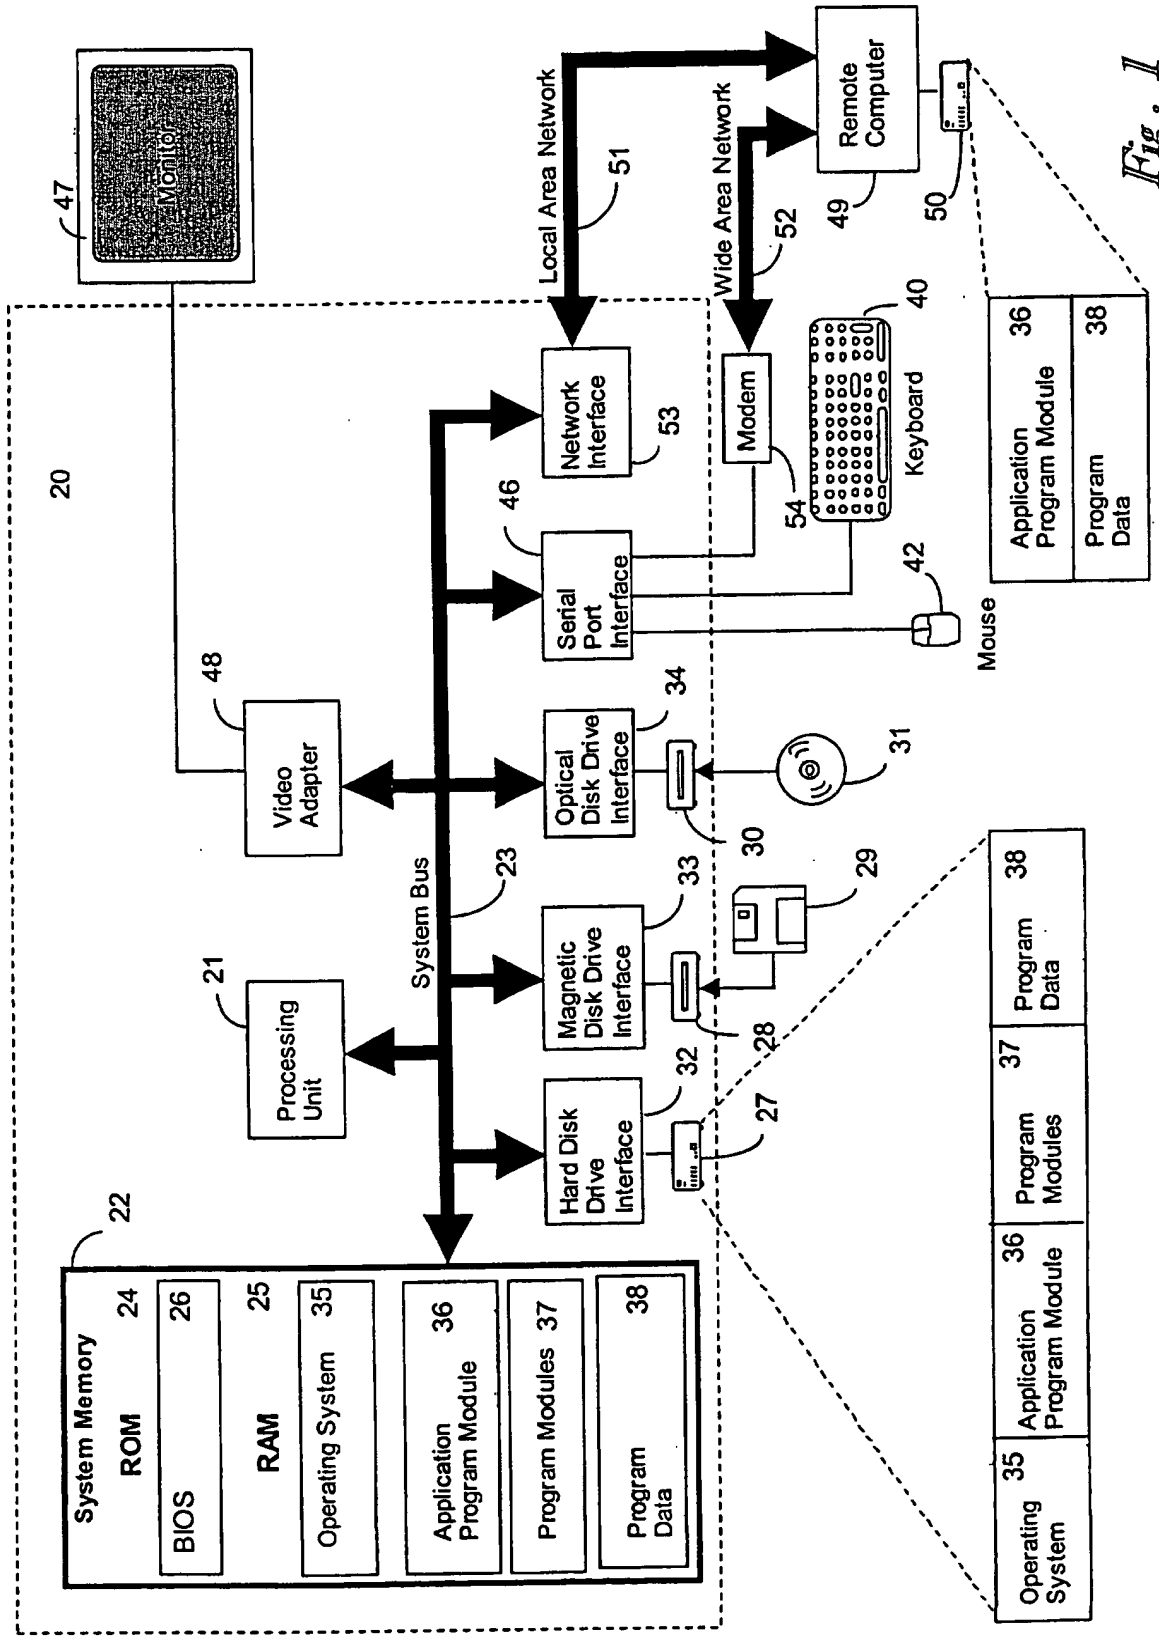 System Memory
ROM 24
BIOS 26
RAM 25
Operating System 35
Application
Program Module 36
Program Modules 37
Program
Data 38
22
Processing
Unit
21
Video
Adapter
48
20
47
Monitor
System Bus
23
Hard Disk
Drive
Interface
32
Magnetic
Disk Drive
Interface
33
Optical
Disk Drive
Interface
34
Serial
Port
Interface
46
Network
Interface
53
Local Area Network
51
27
28
29
30
31
Modem
54
Wide Area Network
52
Mouse
42
Keyboard
40
Remote
Computer
49
50
Operating
System 35
Application
Program Module 36
Program
Modules 37
Program
Data 38
Application
Program Module 36
Program
Data 38
Fig. 1